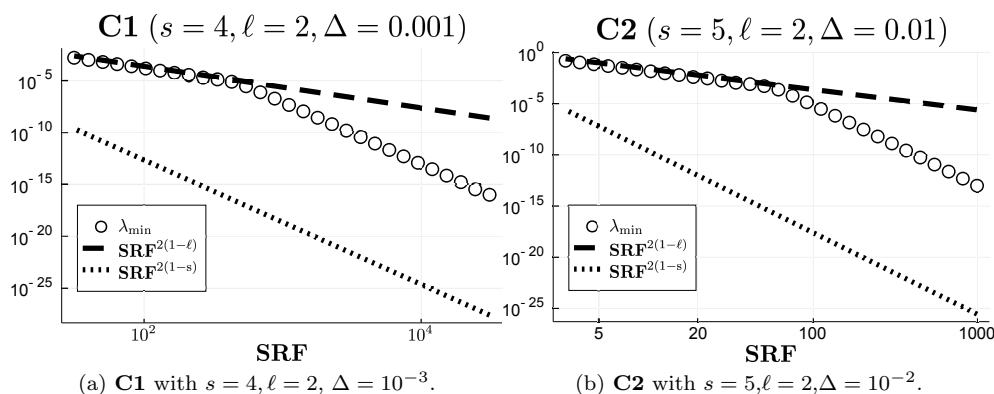 C1 (s = 4, ℓ = 2, Δ = 0.001)
10^-5
10^-10
10^-15
10^-20
10^-25
λ_min
SRF^2(1-ℓ)
SRF^2(1-s)
10^2
10^4
SRF
(a) C1 with s = 4, ℓ = 2, Δ = 10^-3.
C2 (s = 5, ℓ = 2, Δ = 0.01)
10^0
10^-5
10^-10
10^-15
10^-20
10^-25
λ_min
SRF^2(1-ℓ)
SRF^2(1-s)
5
20
100
1000
SRF
(b) C2 with s = 5,ℓ = 2,Δ = 10^-2.